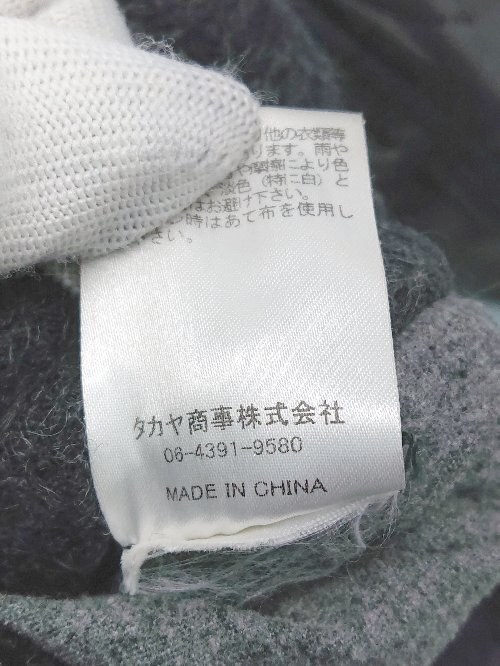 他の衣類等
ります。雨や
や摩擦により色
淡色(特に白)と
はお避け下さい。
時はあて布を使用し
さい。
タカヤ商事株式会社
06-4391-9580
MADE IN CHINA